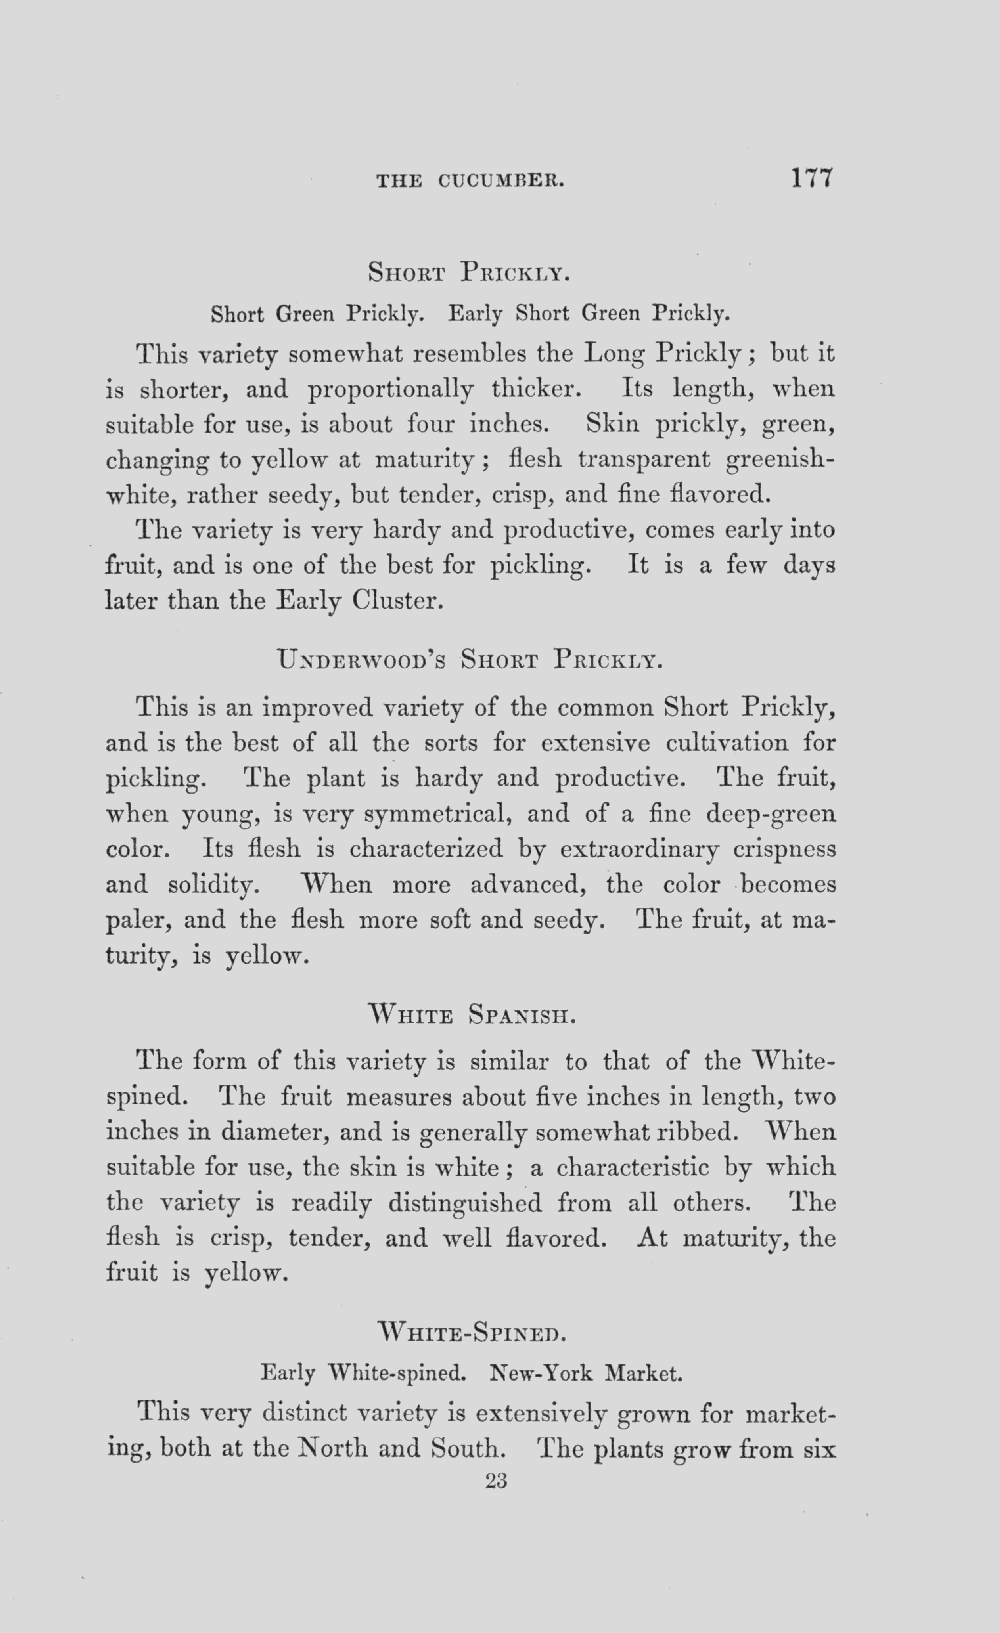 THE CUCUMBER. 177
SHORT PRICKLY.
Short Green Prickly. Early Short Green Prickly.
This variety somewhat resembles the Long Prickly; but it
is shorter, and proportionally thicker. Its length, when
suitable for use, is about four inches. Skin prickly, green,
changing to yellow at maturity; flesh transparent greenish-
white, rather seedy, but tender, crisp, and fine flavored.
The variety is very hardy and productive, comes early into
fruit, and is one of the best for pickling. It is a few days
later than the Early Cluster.
UNDERWOOD'S SHORT PRICKLY.
This is an improved variety of the common Short Prickly,
and is the best of all the sorts for extensive cultivation for
pickling. The plant is hardy and productive. The fruit,
when young, is very symmetrical, and of a fine deep-green
color. Its flesh is characterized by extraordinary crispness
and solidity. When more advanced, the color becomes
paler, and the flesh more soft and seedy. The fruit, at ma-
turity, is yellow.
WHITE SPANISH.
The form of this variety is similar to that of the White-
spined. The fruit measures about five inches in length, two
inches in diameter, and is generally somewhat ribbed. When
suitable for use, the skin is white; a characteristic by which
the variety is readily distinguished from all others. The
flesh is crisp, tender, and well flavored. At maturity, the
fruit is yellow.
WHITE-SPINED.
Early White-spined. New-York Market.
This very distinct variety is extensively grown for market-
ing, both at the North and South. The plants grow from six
23